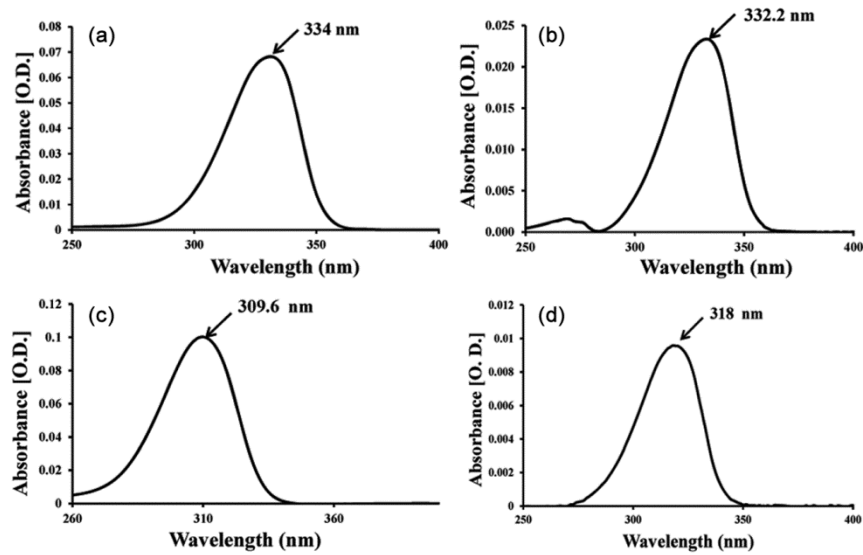 (a)
334 nm
Absorbance [O.D.]
0.08
0.07
0.06
0.05
0.04
0.03
0.02
0.01
0
250 300 350 400
Wavelength (nm)
(b)
332.2 nm
Absorbance [O.D.]
0.025
0.020
0.015
0.010
0.005
0.000
250 300 350 400
Wavelength (nm)
(c)
309.6 nm
Absorbance [O.D.]
0.12
0.1
0.08
0.06
0.04
0.02
0
260 310 360
Wavelength (nm)
(d)
318 nm
Absorbance [O. D.]
0.012
0.01
0.008
0.006
0.004
0.002
0
250 300 350 400
Wavelength (nm)